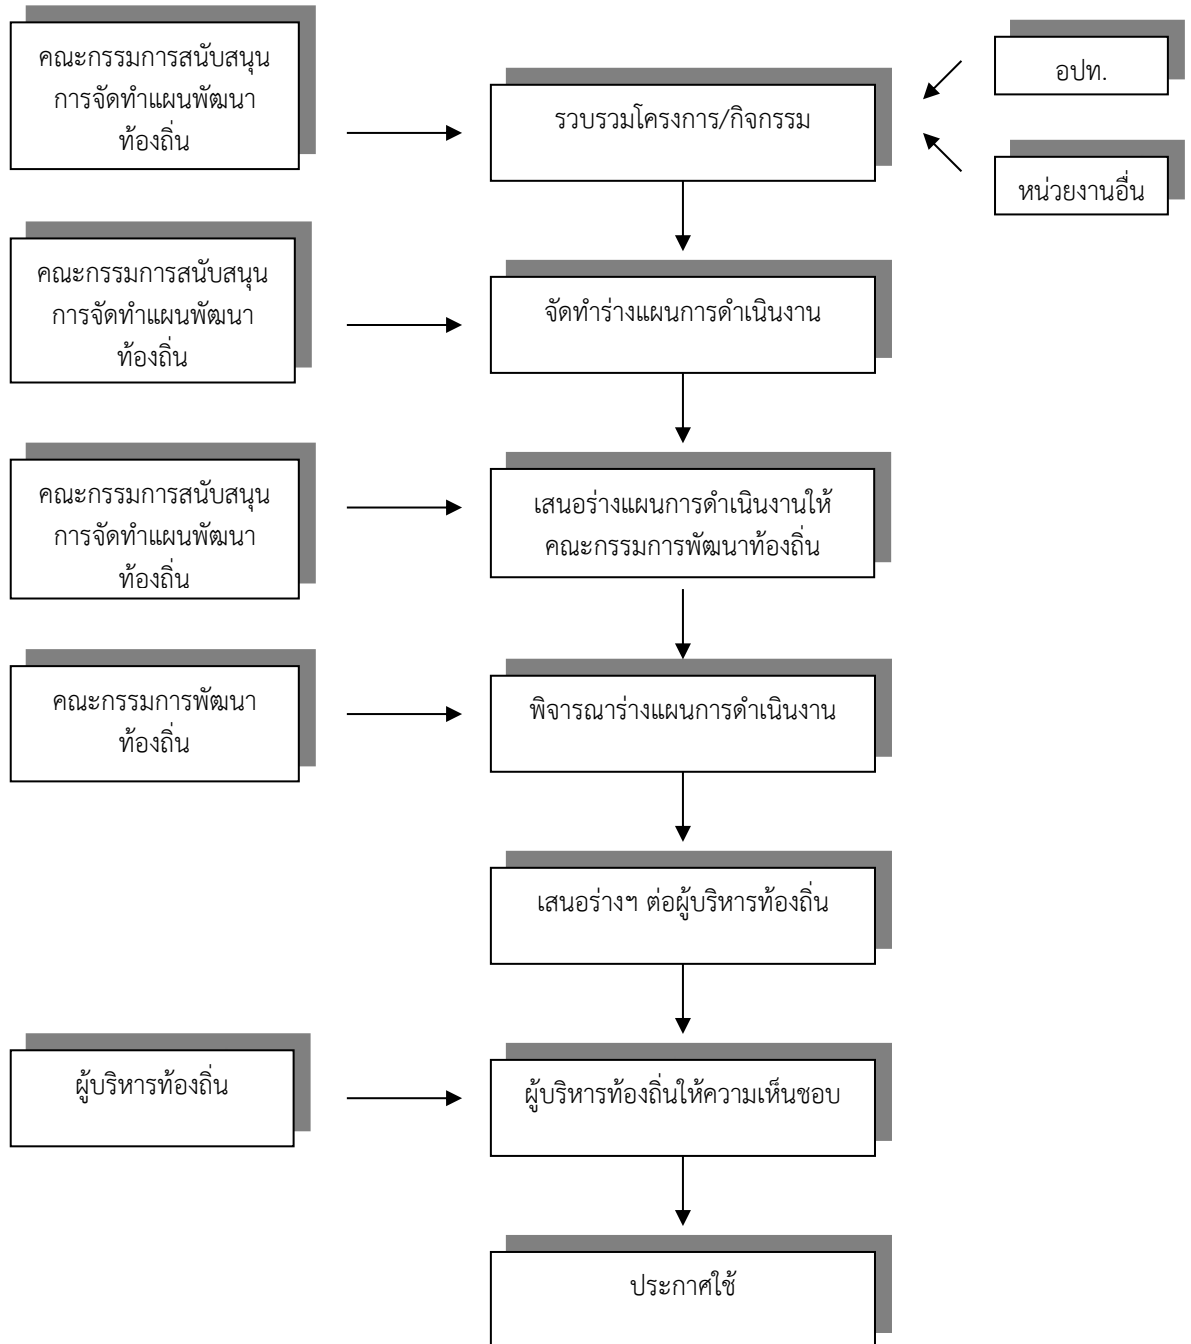 คณะกรรมการสนับสนุน
การจัดทำแผนพัฒนา
ท้องถิ่น
รวบรวมโครงการ/กิจกรรม
อปท.
หน่วยงานอื่น
คณะกรรมการสนับสนุน
การจัดทำแผนพัฒนา
ท้องถิ่น
จัดทำร่างแผนการดำเนินงาน
คณะกรรมการสนับสนุน
การจัดทำแผนพัฒนา
ท้องถิ่น
เสนอร่างแผนการดำเนินงานให้
คณะกรรมการพัฒนาท้องถิ่น
คณะกรรมการพัฒนา
ท้องถิ่น
พิจารณาร่างแผนการดำเนินงาน
เสนอร่างฯ ต่อผู้บริหารท้องถิ่น
ผู้บริหารท้องถิ่น
ผู้บริหารท้องถิ่นให้ความเห็นชอบ
ประกาศใช้